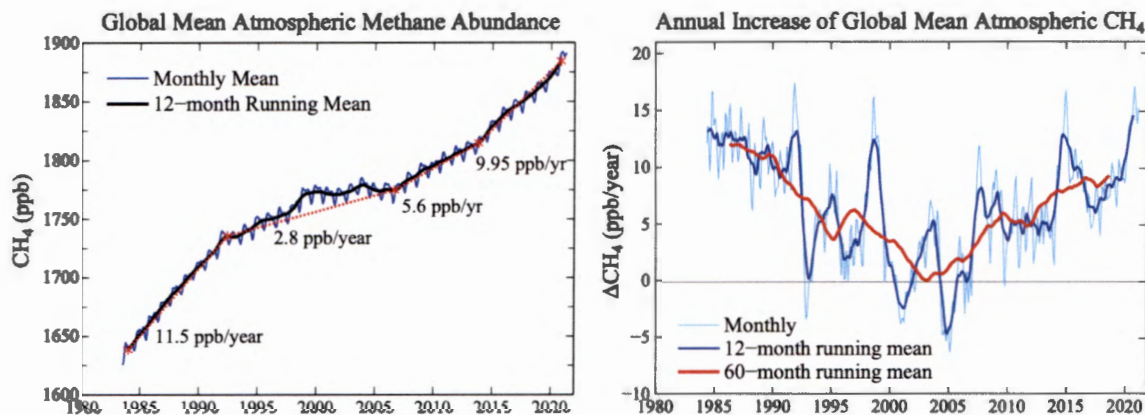 Global Mean Atmospheric Methane Abundance
1900
1850
1800
1750
1700
1650
1600
CH₄ (ppb)
Monthly Mean
12−month Running Mean
9.95 ppb/yr
5.6 ppb/yr
2.8 ppb/year
11.5 ppb/year
1980 1985 1990 1995 2000 2005 2010 2015 2020
Annual Increase of Global Mean Atmospheric CH₄
20
15
10
5
0
−5
−10
ΔCH₄ (ppb/year)
Monthly
12−month running mean
60−month running mean
1980 1985 1990 1995 2000 2005 2010 2015 2020